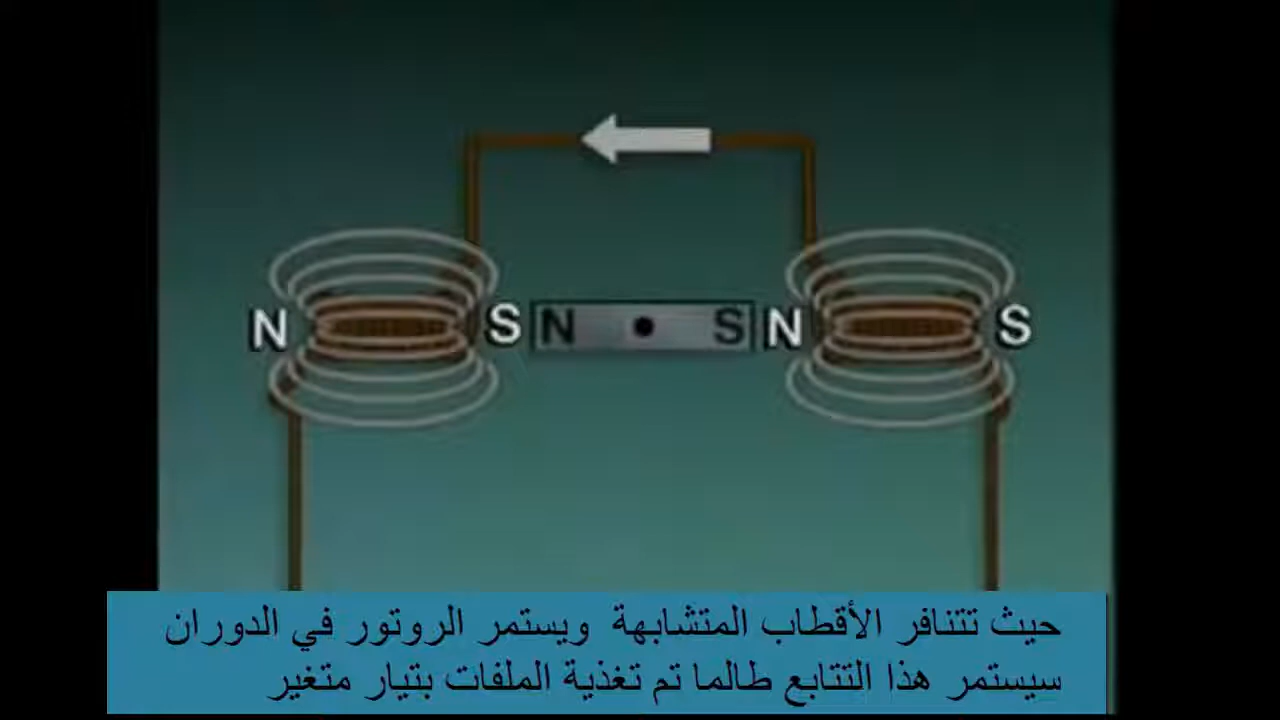 N S N S N S
حيث تتنافر الأقطاب المتشابهة ويستمر الروتور في الدوران
سيستمر هذا التتابع طالما تم تغذية الملفات بتيار متغير